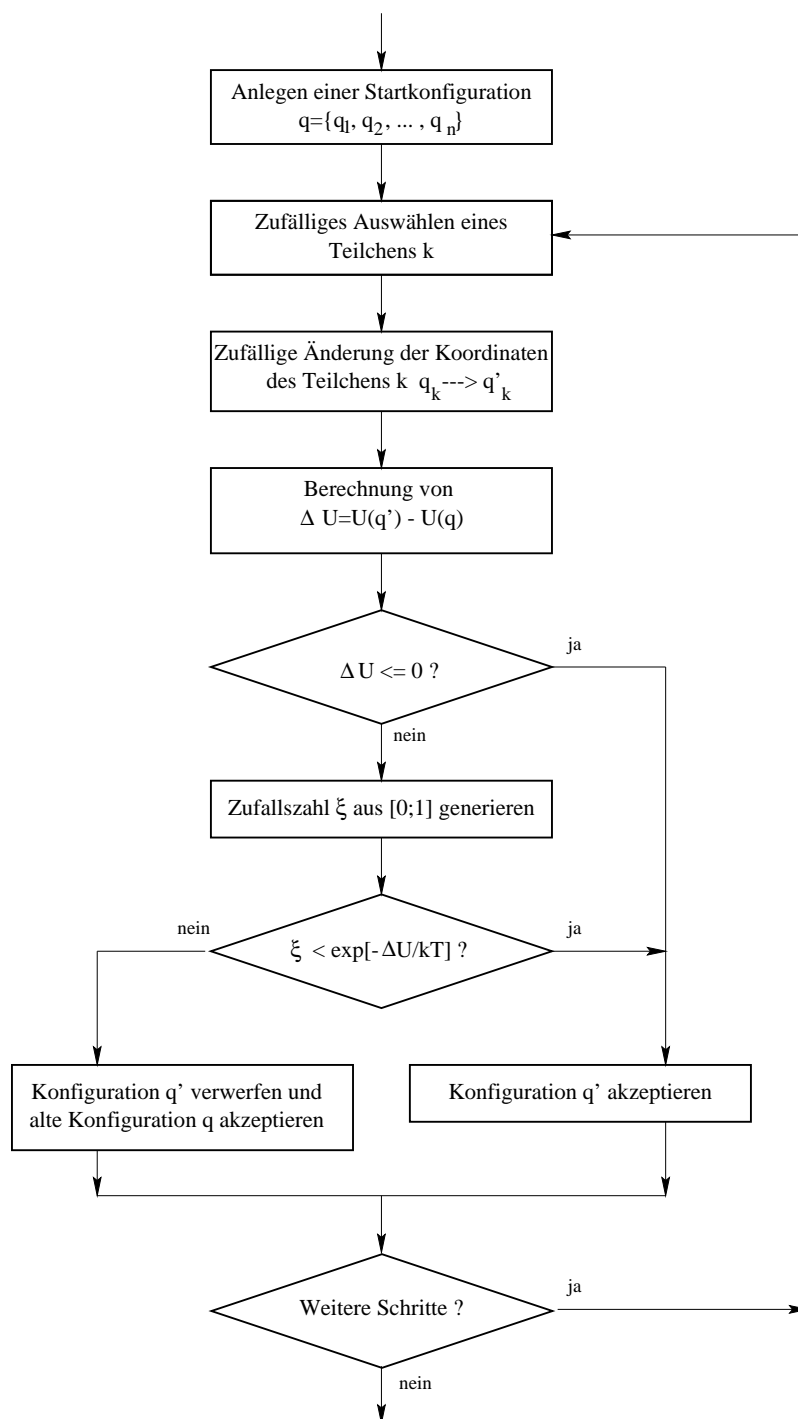 Anlegen einer Startkonfiguration
q={q1, q2, ... , q n}
Zufälliges Auswählen eines
Teilchens k
Zufällige Änderung der Koordinaten
des Teilchens k qk---> q’k
Berechnung von
Δ U=U(q’) - U(q)
Δ U <= 0 ?
ja
nein
Zufallszahl ξ aus [0;1] generieren
nein
ξ < exp[-ΔU/kT] ?
ja
Konfiguration q’ verwerfen und
alte Konfiguration q akzeptieren
Konfiguration q’ akzeptieren
Weitere Schritte ?
ja
nein